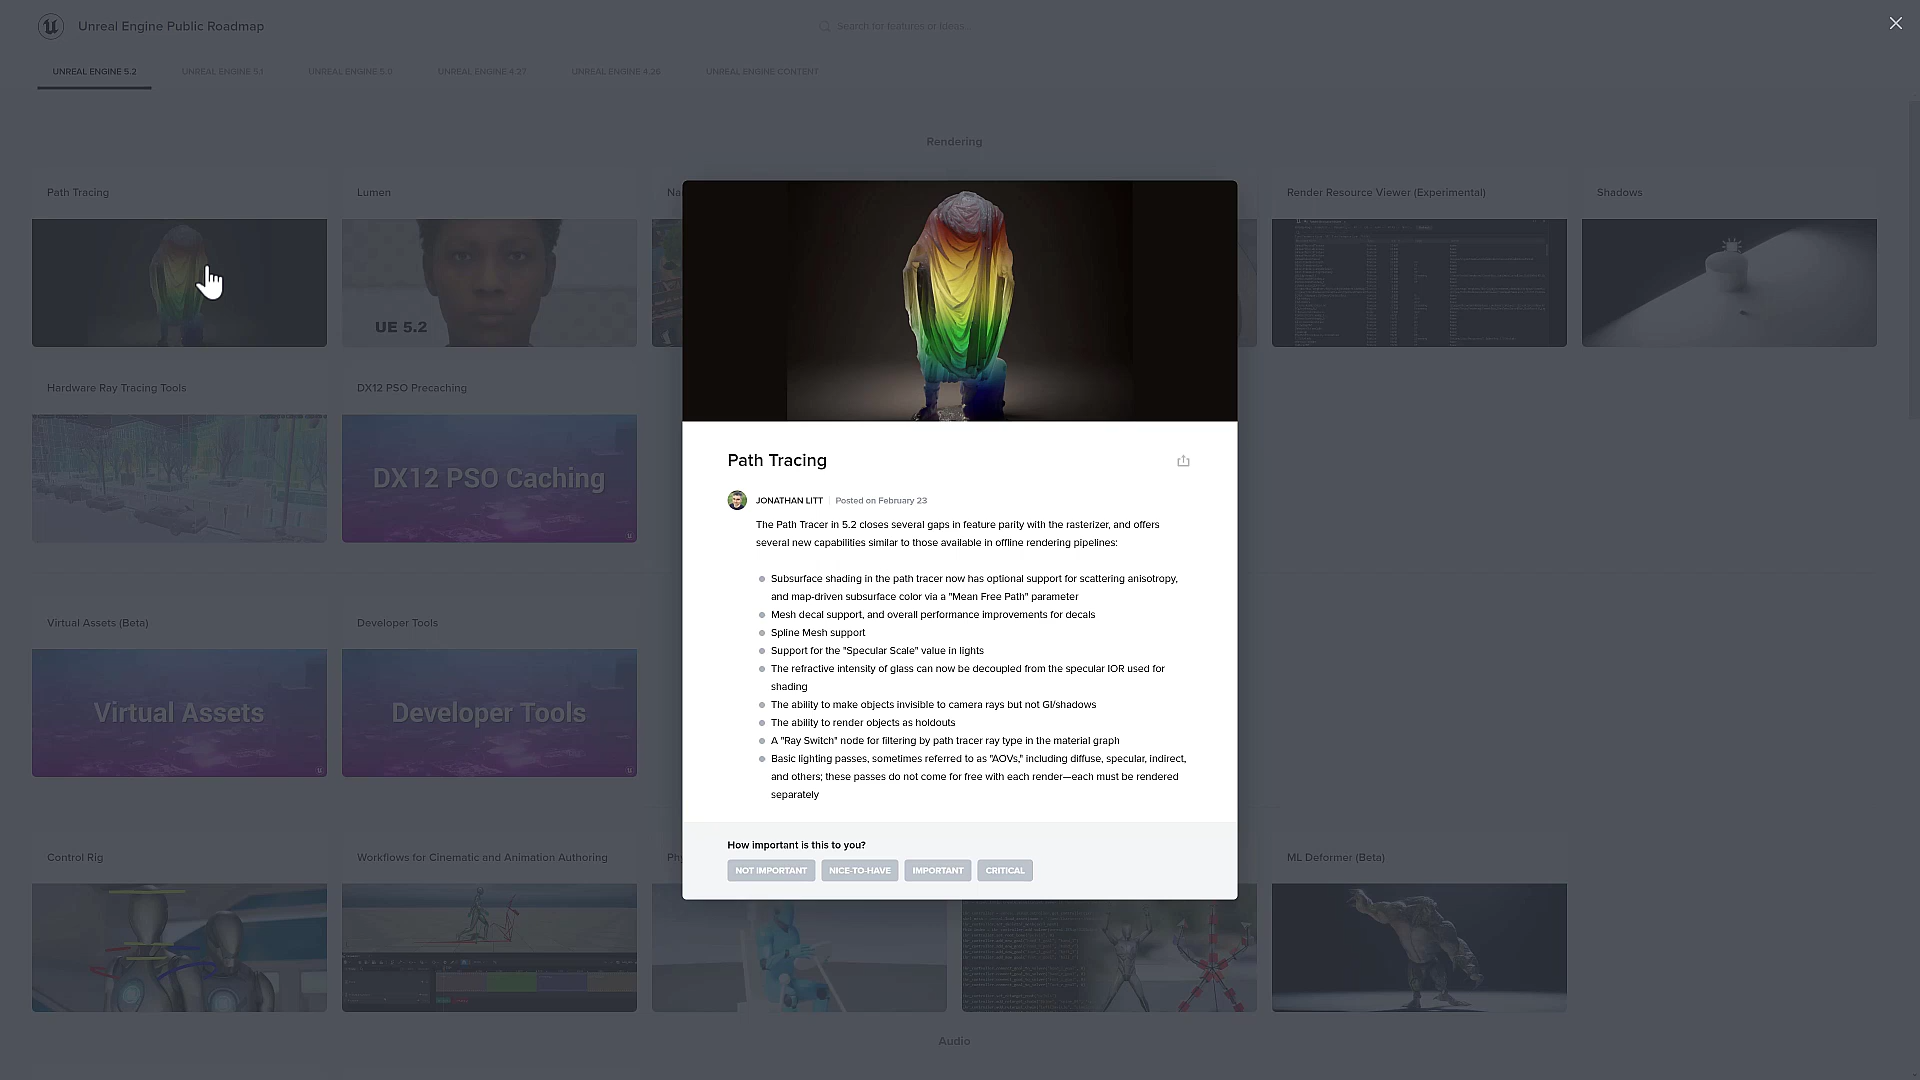 Unreal Engine Public Roadmap
Search for features or ideas...
UNREAL ENGINE 5.2
UNREAL ENGINE 5.1
UNREAL ENGINE 5.0
UNREAL ENGINE 4.27
UNREAL ENGINE 4.26
UNREAL ENGINE CONTENT
Rendering
Path Tracing
Lumen
Na
Render Resource Viewer (Experimental)
Shadows
UE 5.2
Hardware Ray Tracing Tools
DX12 PSO Precaching
DX12 PSO Caching
Path Tracing
JONATHAN LITT
Posted on February 23
The Path Tracer in 5.2 closes several gaps in feature parity with the rasterizer, and offers
several new capabilities similar to those available in offline rendering pipelines:
Subsurface shading in the path tracer now has optional support for scattering anisotropy,
and map-driven subsurface color via a "Mean Free Path" parameter
Mesh decal support, and overall performance improvements for decals
Spline Mesh support
Support for the "Specular Scale" value in lights
The refractive intensity of glass can now be decoupled from the specular IOR used for
shading
The ability to make objects invisible to camera rays but not GI/shadows
The ability to render objects as holdouts
A "Ray Switch" node for filtering by path tracer ray type in the material graph
Basic lighting passes, sometimes referred to as "AOVs," including diffuse, specular, indirect,
and others; these passes do not come for free with each render—each must be rendered
separately
How important is this to you?
NOT IMPORTANT
NICE-TO-HAVE
IMPORTANT
CRITICAL
Virtual Assets (Beta)
Developer Tools
Virtual Assets
Developer Tools
Control Rig
Workflows for Cinematic and Animation Authoring
Phy
ML Deformer (Beta)
Audio